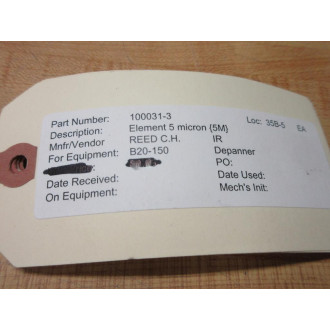 Part Number: 100031-3 Loc: 35B-5 EA
Description: Element 5 micron (5M)
Mnfr/Vendor REED C.H. IR
For Equipment: B20-150 Depanner
PO:
Date Received: Date Used:
On Equipment: Mech's Init: